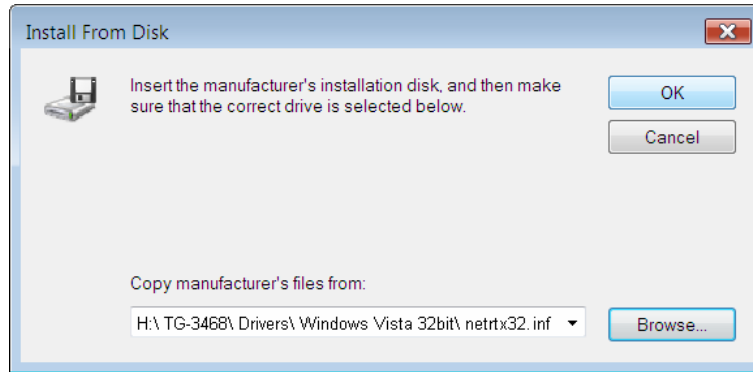 Install From Disk
Insert the manufacturer's installation disk, and then make
sure that the correct drive is selected below.
OK
Cancel
Copy manufacturer's files from:
H:\ TG-3468\ Drivers\ Windows Vista 32bit\ netrtx32. inf
Browse...